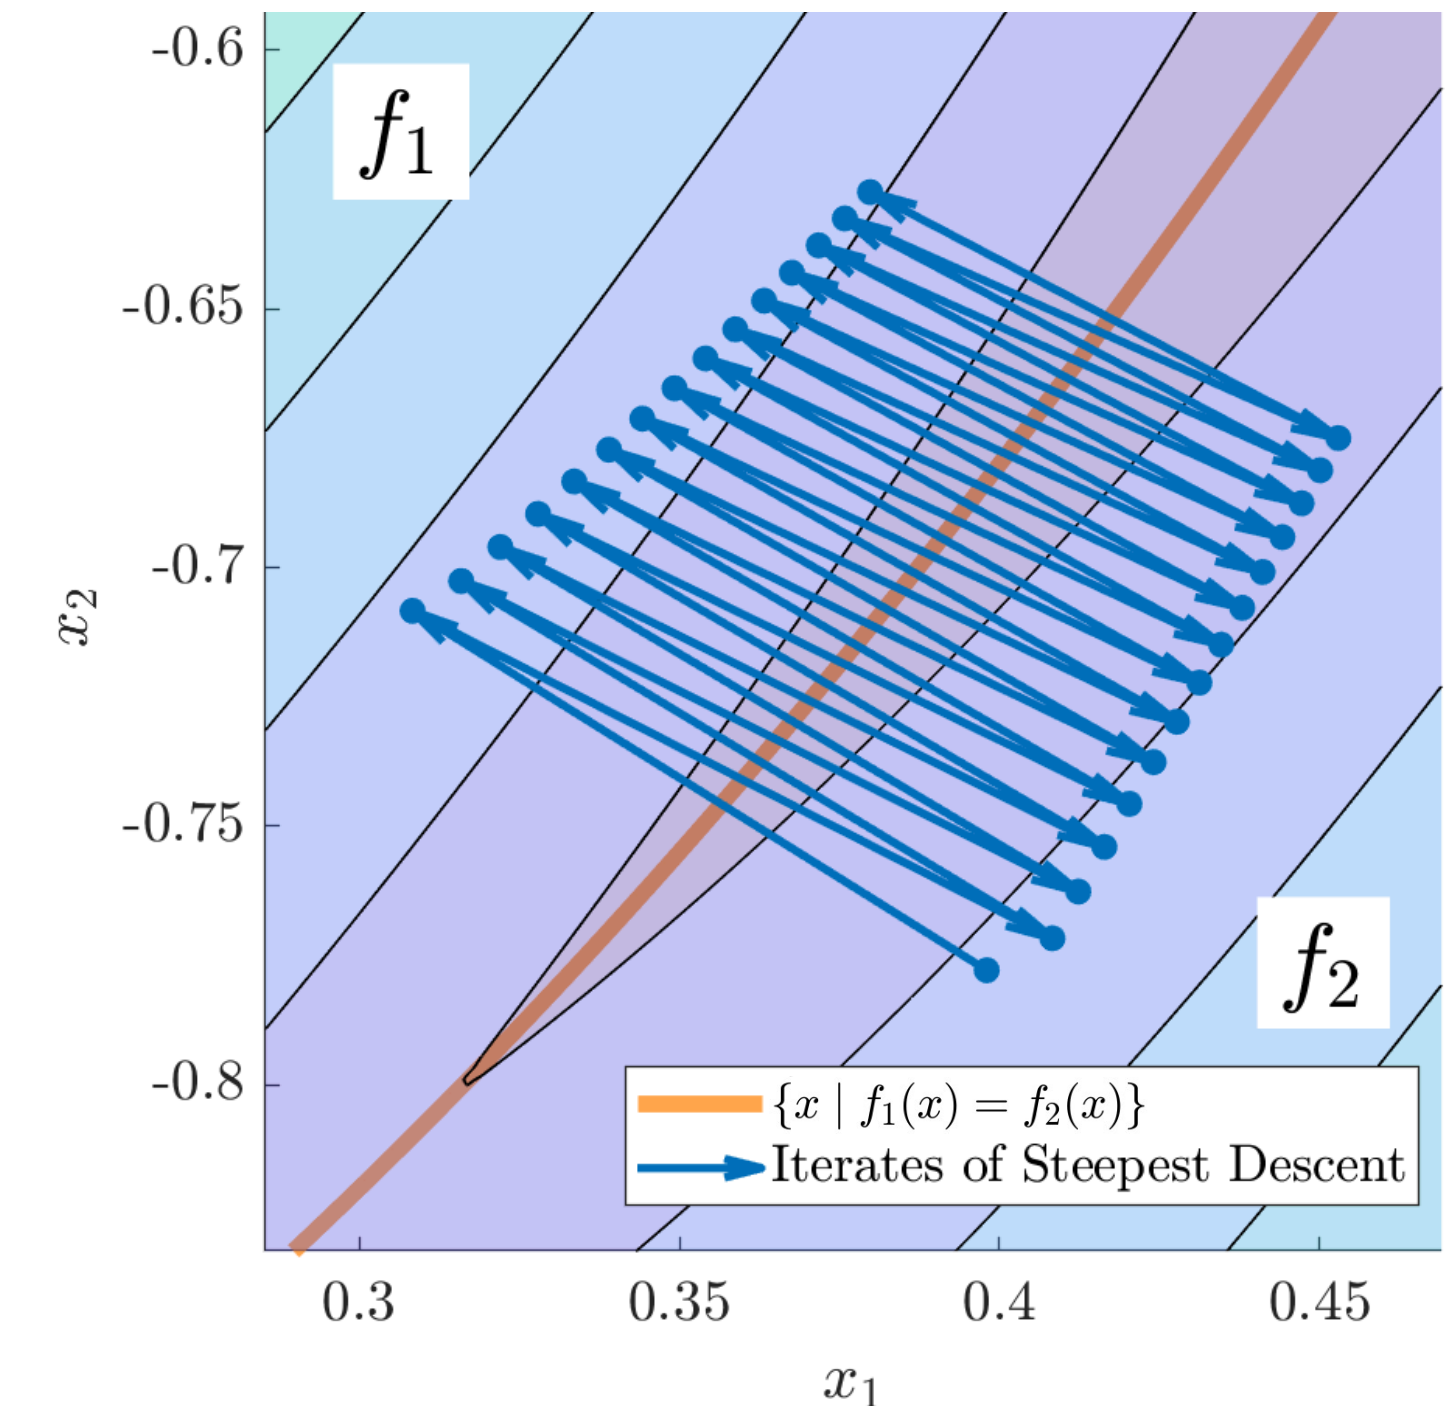 -0.6
f₁
-0.65
-0.7
x₂
-0.75
f₂
-0.8
{x | f₁(x) = f₂(x)}
Iterates of Steepest Descent
0.3 0.35 0.4 0.45
x₁